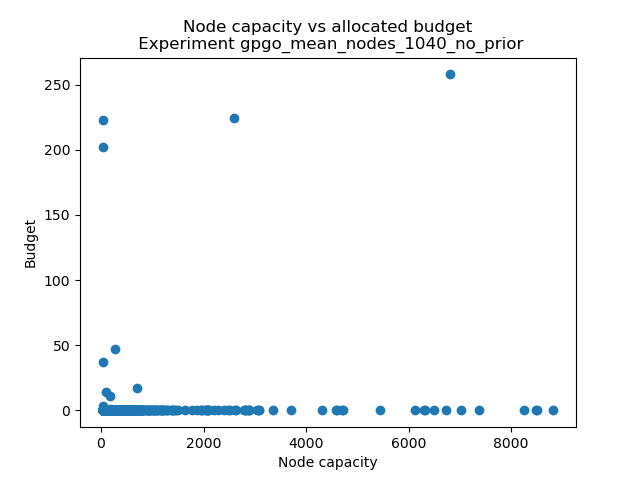 Node capacity vs allocated budget
Experiment gpgo_mean_nodes_1040_no_prior
250
200
150
100
50
0
Budget
0 2000 4000 6000 8000
Node capacity